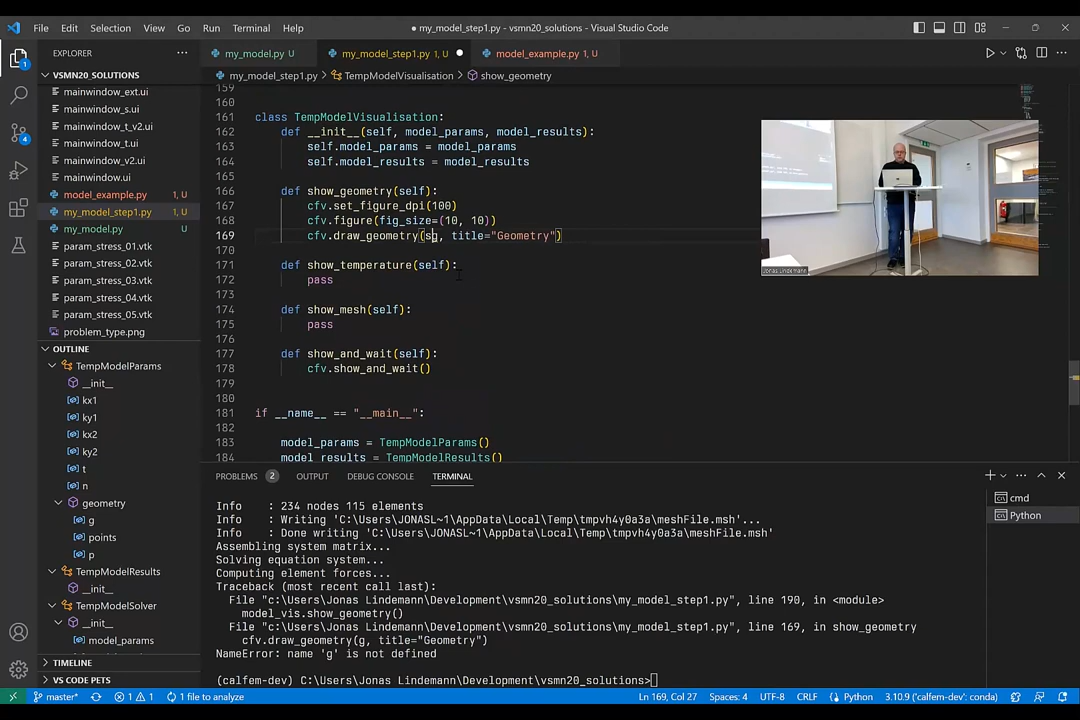 File Edit Selection View Go Run Terminal Help
my_model_step1.py - vsmn20_solutions - Visual Studio Code
EXPLORER
my_model.py U
my_model_step1.py 1, U
model_example.py 1, U
my_model_step1.py > TempModelVisualisation > show_geometry
VSMN20_SOLUTIONS
mainwindow_ext.ui
mainwindow_s.ui
mainwindow_t_v2.ui
mainwindow_t.ui
mainwindow_v2.ui
mainwindow.ui
model_example.py 1, U
my_model_step1.py 1, U
my_model.py U
param_stress_01.vtk
param_stress_02.vtk
param_stress_03.vtk
param_stress_04.vtk
param_stress_05.vtk
problem_type.png
OUTLINE
TempModelParams
__init__
kx1
ky1
kx2
ky2
t
n
geometry
g
points
p
TempModelResults
__init__
TempModelSolver
__init__
model_params
TIMELINE
VS CODE PETS
159
160
161 class TempModelVisualisation:
162 def __init__(self, model_params, model_results):
163 self.model_params = model_params
164 self.model_results = model_results
165
166 def show_geometry(self):
167 cfv.set_figure_dpi(100)
168 cfv.figure(fig_size=(10, 10))
169 cfv.draw_geometry(sg, title="Geometry")
170
171 def show_temperature(self):
172 pass
173
174 def show_mesh(self):
175 pass
176
177 def show_and_wait(self):
178 cfv.show_and_wait()
179
180
181 if __name__ == "__main__":
182
183 model_params = TempModelParams()
184 model_results = TempModelResults()
Jonas Lindemann
PROBLEMS 2 OUTPUT DEBUG CONSOLE TERMINAL
cmd
Python
Info : 234 nodes 115 elements
Info : Writing 'C:\Users\JONASL~1\AppData\Local\Temp\tmpvh4y0a3a\meshFile.msh'...
Info : Done writing 'C:\Users\JONASL~1\AppData\Local\Temp\tmpvh4y0a3a\meshFile.msh'
Assembling system matrix...
Solving equation system...
Computing element forces...
Traceback (most recent call last):
File "c:\Users\Jonas Lindemann\Development\vsmn20_solutions\my_model_step1.py", line 190, in <module>
model_vis.show_geometry()
File "c:\Users\Jonas Lindemann\Development\vsmn20_solutions\my_model_step1.py", line 169, in show_geometry
cfv.draw_geometry(g, title="Geometry")
NameError: name 'g' is not defined
(calfem-dev) C:\Users\Jonas Lindemann\Development\vsmn20_solutions>
master* 1 1 1 file to analyze
Ln 169, Col 27 Spaces: 4 UTF-8 CRLF Python 3.10.9 ('calfem-dev': conda)